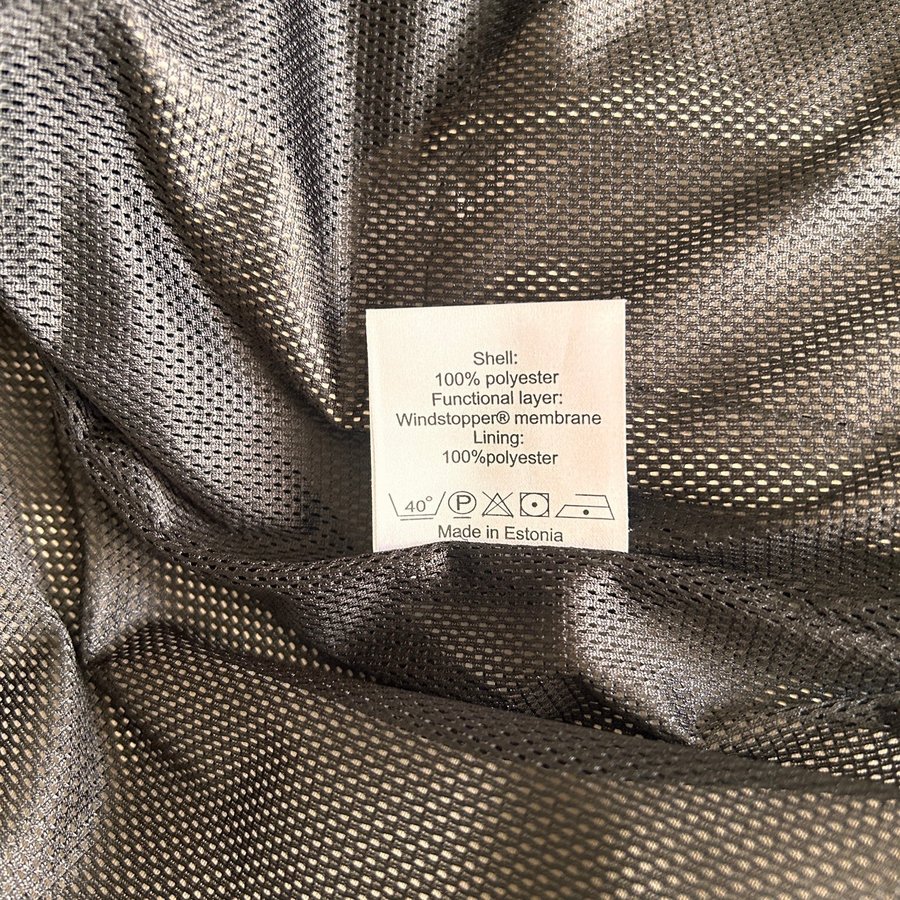 Shell:
100% polyester
Functional layer:
Windstopper® membrane
Lining:
100%polyester
40° P
Made in Estonia